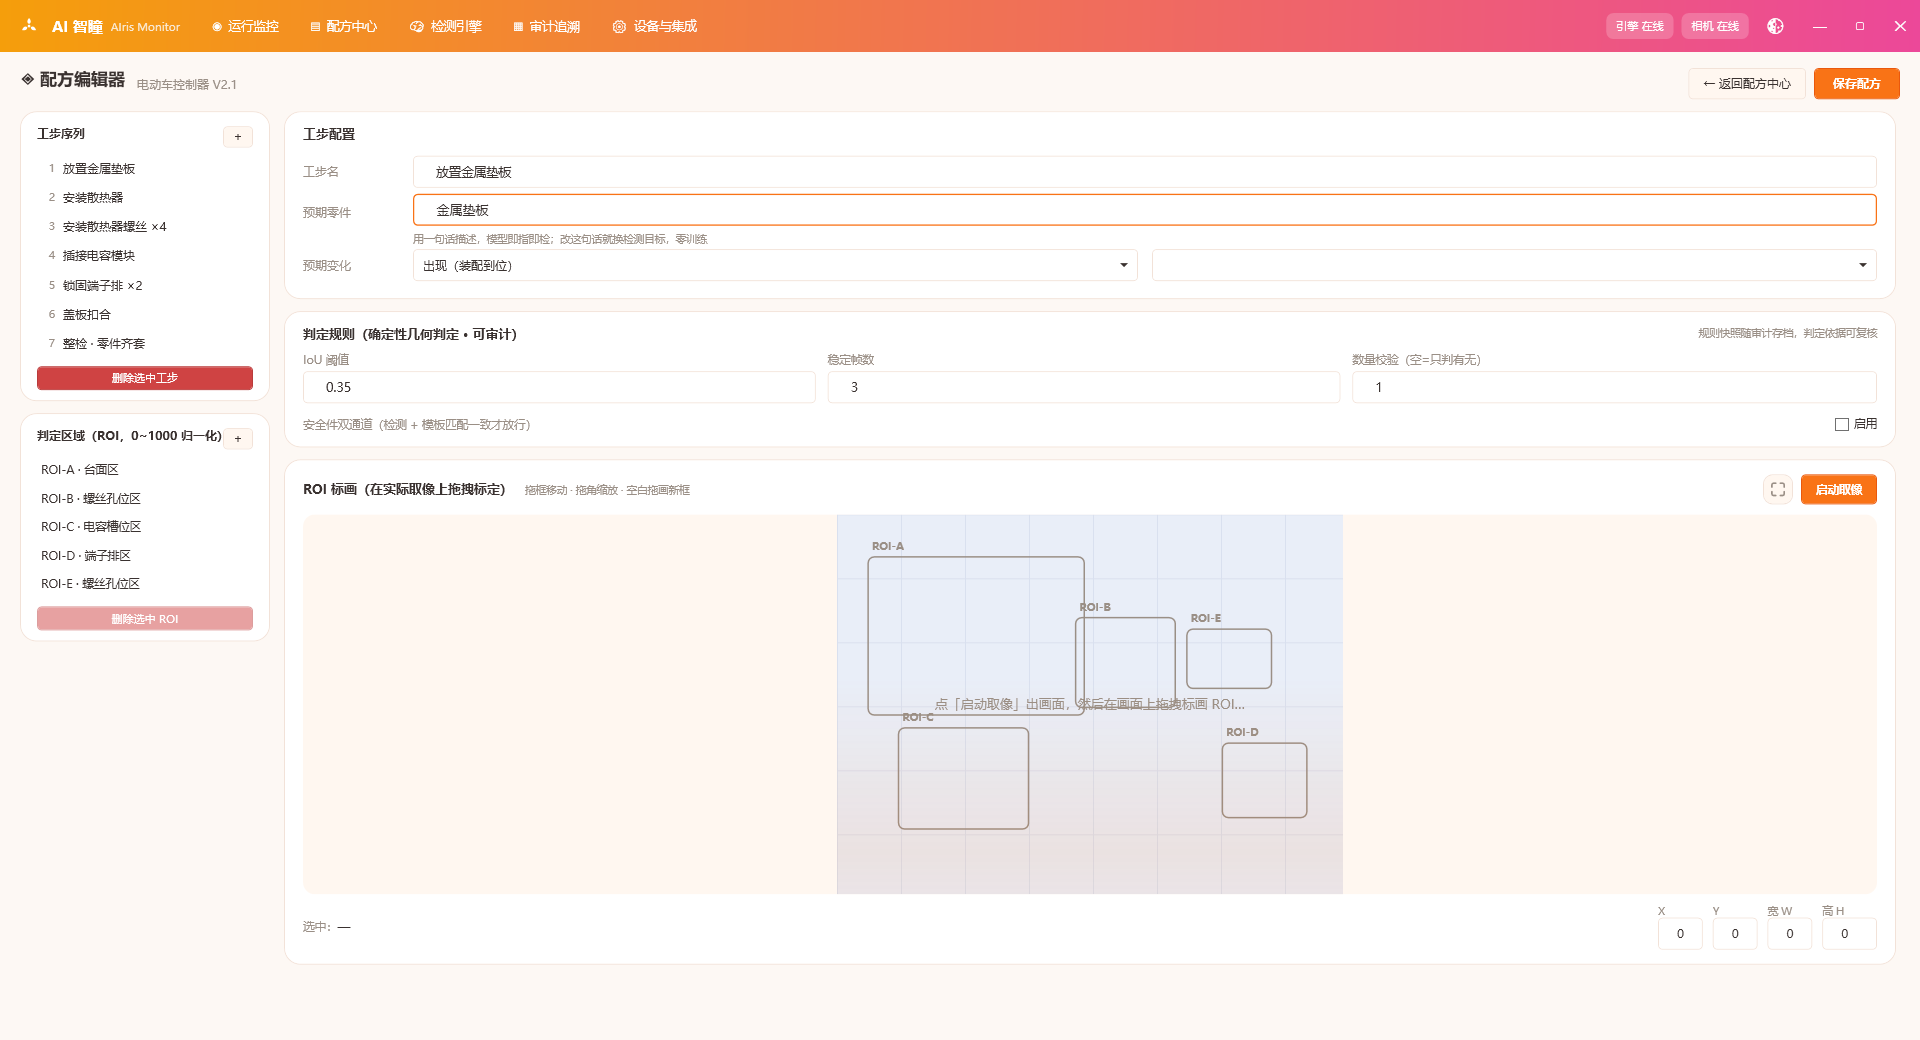 AI 智瞳 AIris Monitor
运行监控
配方中心
检测引擎
审计追溯
设备与集成
引擎 在线
相机 在线
配方编辑器 电动车控制器 V2.1
← 返回配方中心
保存配方
工步序列
+
1 放置金属垫板
2 安装散热器
3 安装散热器螺丝 ×4
4 插接电容模块
5 锁固端子排 ×2
6 盖板扣合
7 整检 · 零件齐套
删除选中工步
判定区域（ROI，0~1000 归一化）
+
ROI-A · 台面区
ROI-B · 螺丝孔位区
ROI-C · 电容槽位区
ROI-D · 端子排区
ROI-E · 螺丝孔位区
删除选中 ROI
工步配置
工步名 放置金属垫板
预期零件 金属垫板
用一句话描述，模型即指即检；改这句话就换检测目标，零训练
预期变化 出现（装配到位）
判定规则（确定性几何判定 • 可审计）
规则快照随审计存档，判定依据可复核
IoU 阈值
0.35
稳定帧数
3
数量校验（空=只判有无）
1
安全件双通道（检测 + 模板匹配一致才放行）
启用
ROI 标画（在实际取像上拖拽标定） 拖框移动 · 拖角缩放 · 空白拖画新框
启动取像
ROI-A
ROI-B
ROI-E
点「启动取像」出画面，然后在画面上拖拽标画 ROI...
ROI-C
ROI-D
选中： —
X
0
Y
0
宽 W
0
高 H
0